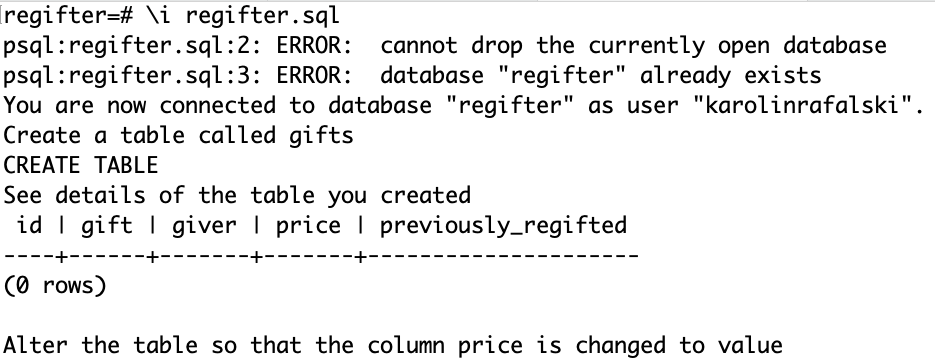 regifter=# \i regifter.sql
psql:regifter.sql:2: ERROR:  cannot drop the currently open database
psql:regifter.sql:3: ERROR:  database "regifter" already exists
You are now connected to database "regifter" as user "karolinrafalski".
Create a table called gifts
CREATE TABLE
See details of the table you created
 id | gift | giver | price | previously_regifted
----+------+-------+-------+---------------------
(0 rows)

Alter the table so that the column price is changed to value